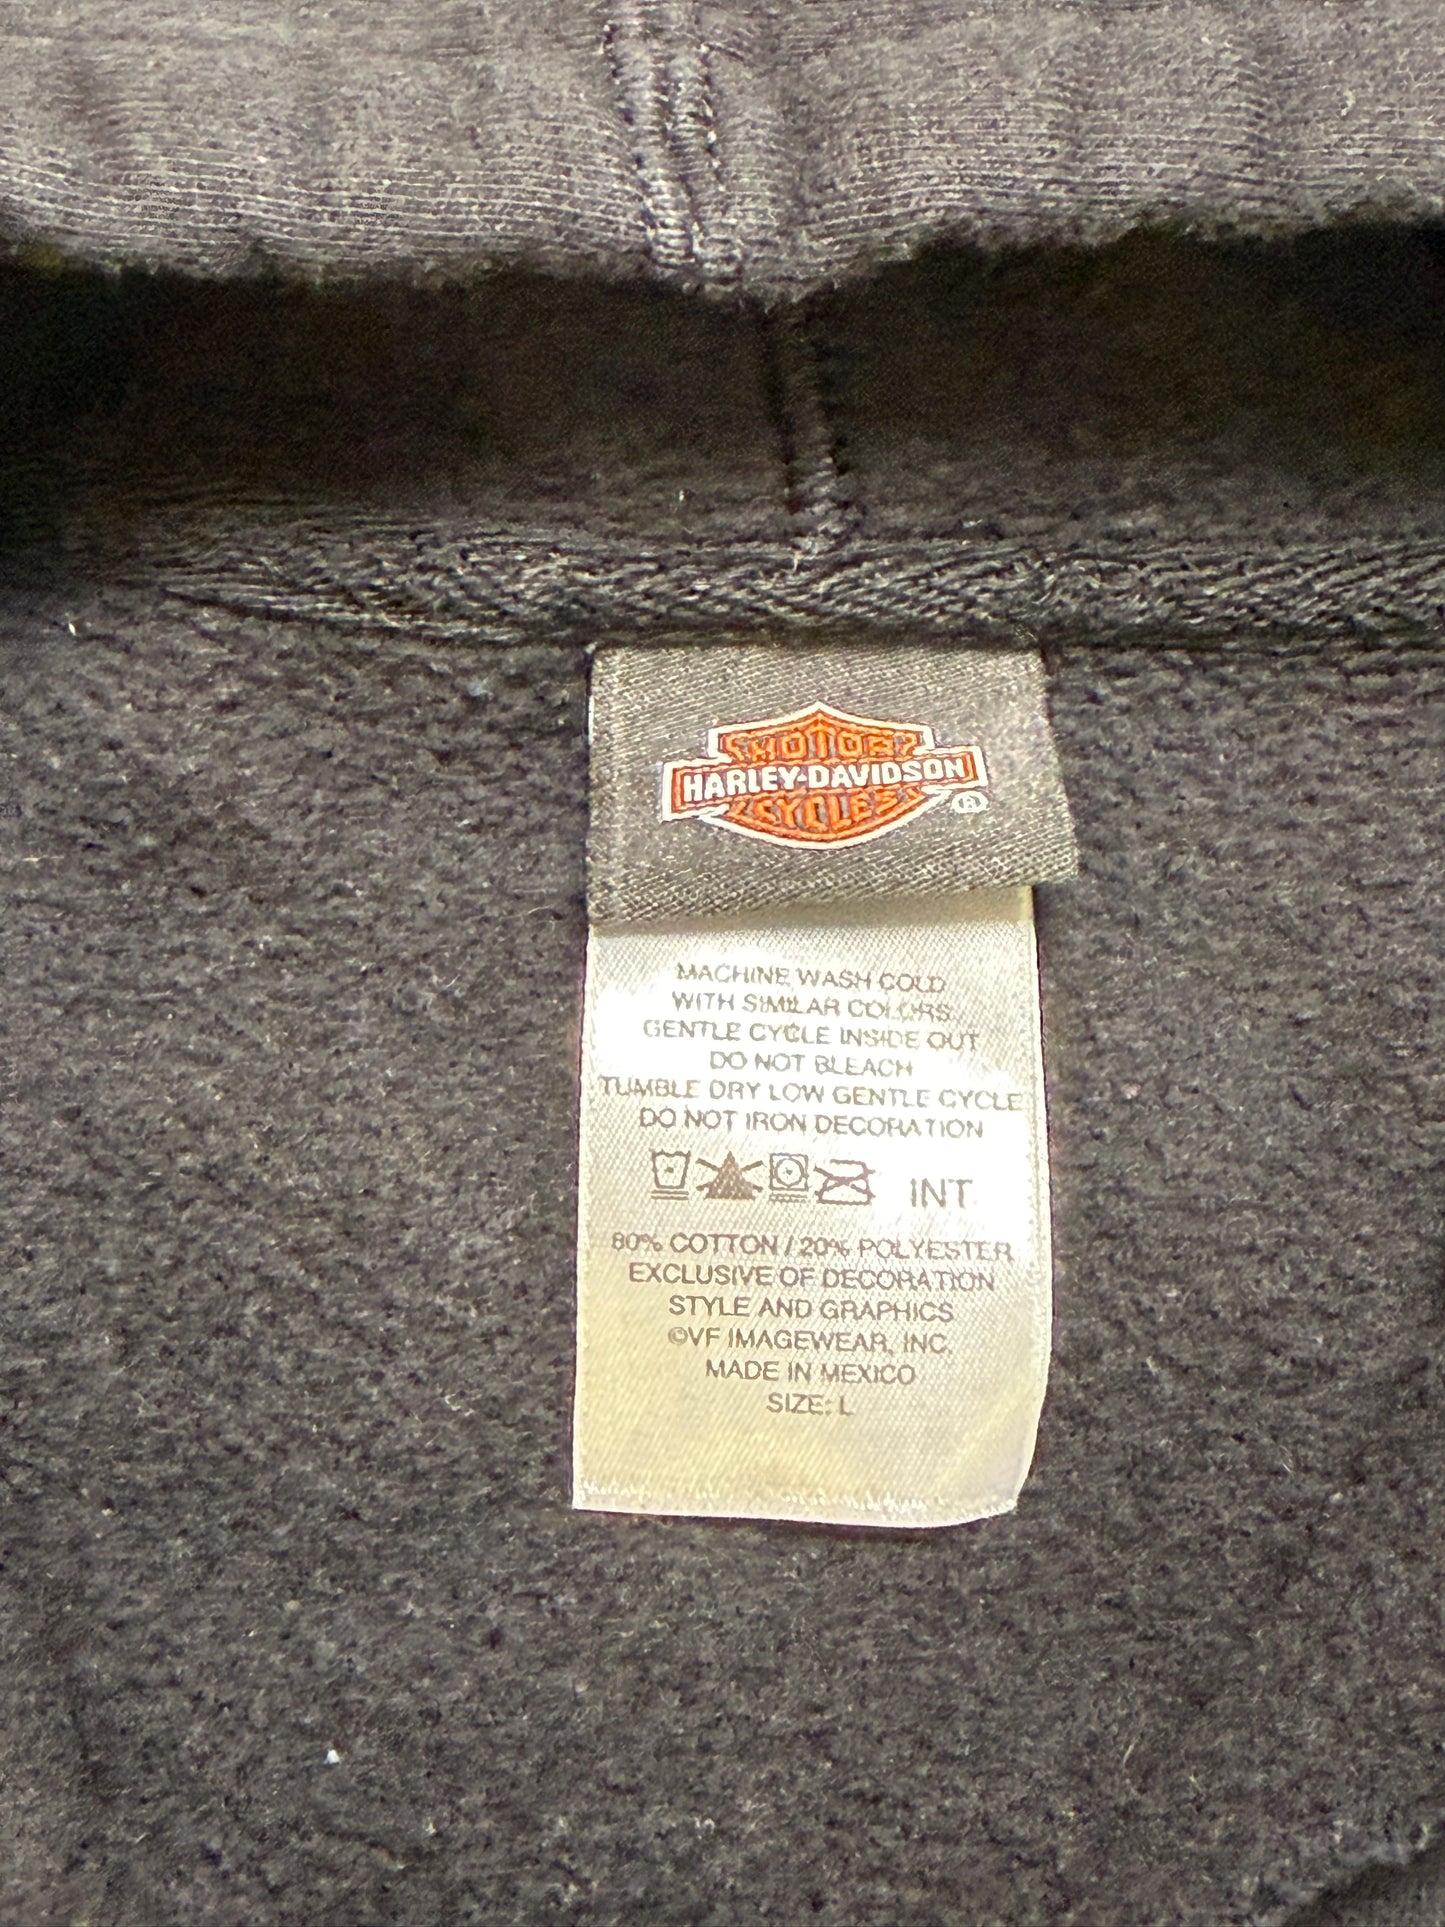 MOTOR
HARLEY-DAVIDSON
CYCLES
®
MACHINE WASH COLD
WITH SIMILAR COLORS
GENTLE CYCLE INSIDE OUT
DO NOT BLEACH
TUMBLE DRY LOW GENTLE CYCLE
DO NOT IRON DECORATION
INT
80% COTTON / 20% POLYESTER
EXCLUSIVE OF DECORATION
STYLE AND GRAPHICS
©VF IMAGEWEAR, INC.
MADE IN MEXICO
SIZE: L